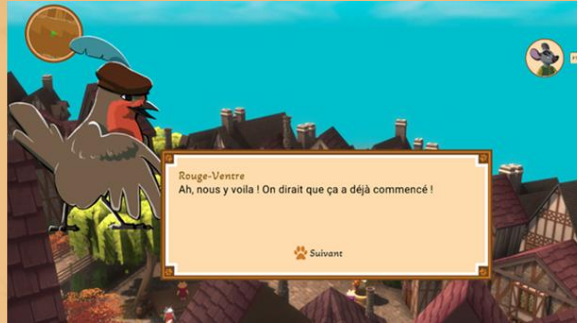 Rouge-Ventre
Ah, nous y voila ! On dirait que ça a déjà commencé !
Suivant